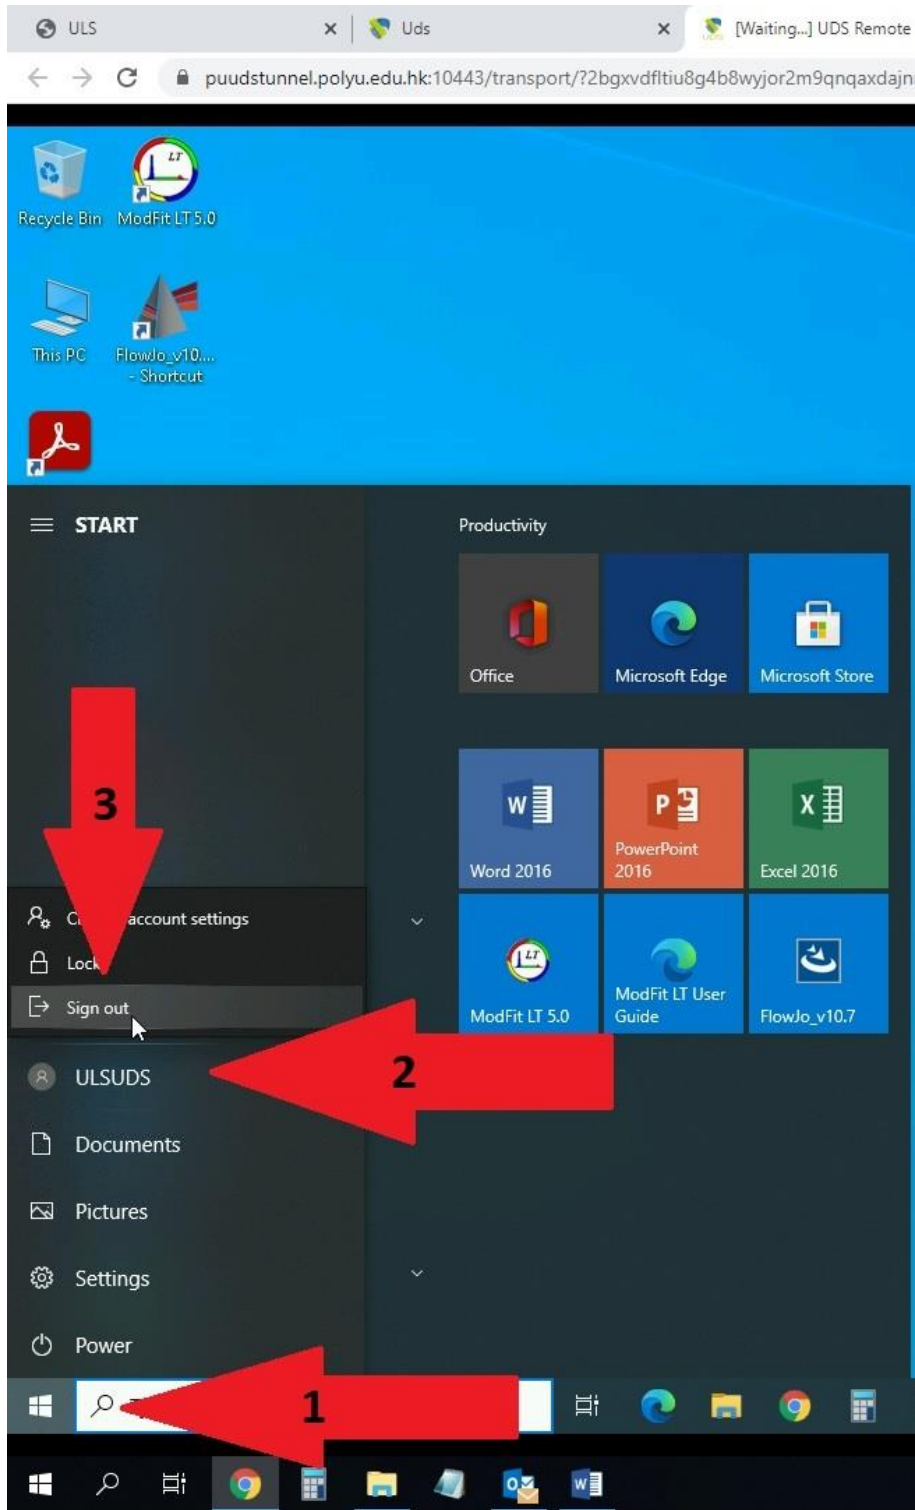 ULS
Uds
[Waiting...] UDS Remote
puudstunnel.polyu.edu.hk:10443/transport/?2bgxvdfltiu8g4b8wyjor2m9qnqaxdajn
LT
Recycle Bin
ModFit LT 5.0
This PC
FlowJo_v10....
- Shortcut
START
Productivity
Office
Microsoft Edge
Microsoft Store
3
W
P
X
Word 2016
PowerPoint
2016
Excel 2016
account settings
Lock
Sign out
LT
ModFit LT 5.0
ModFit LT User
Guide
FlowJo_v10.7
2
ULSUDS
Documents
Pictures
Settings
Power
1
W